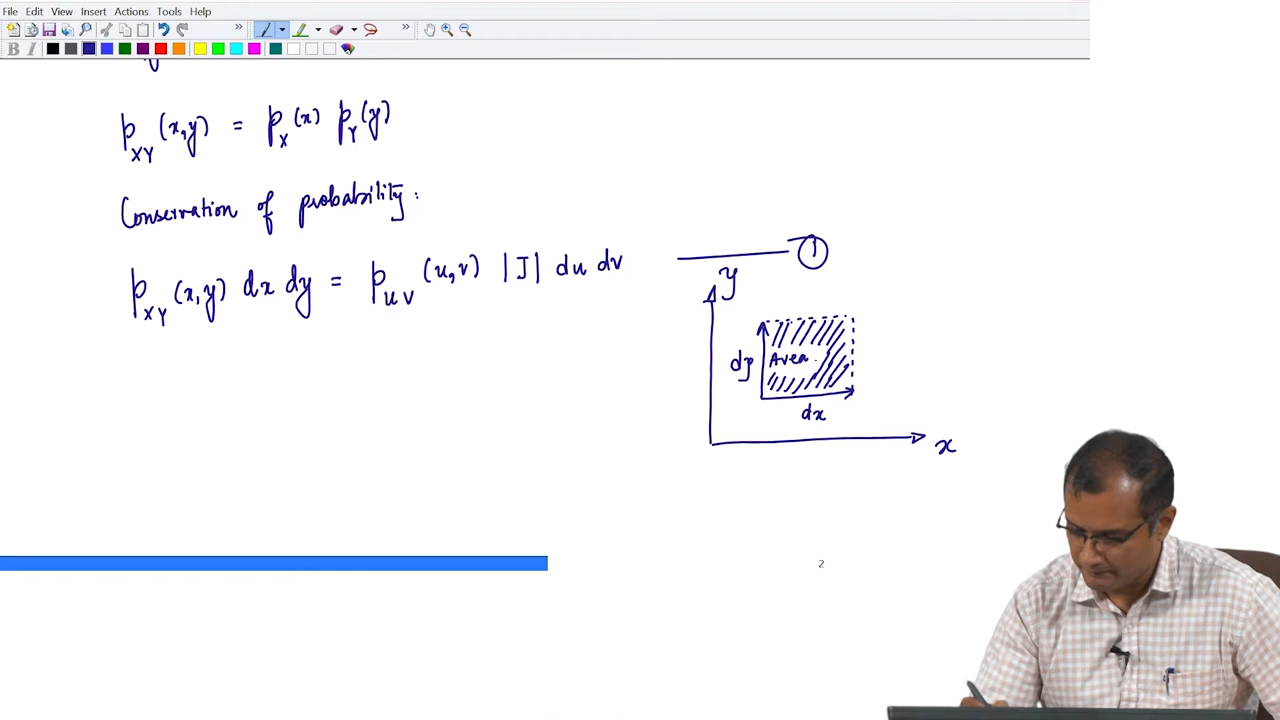 File Edit View Insert Actions Tools Help
B I
p_XY (x,y) = p_X (x) p_Y (y)
Conservation of probability:
p_XY (x,y) dx dy = p_UV (u,v) |J| du dv
1
y
dy
Area
dx
x
2